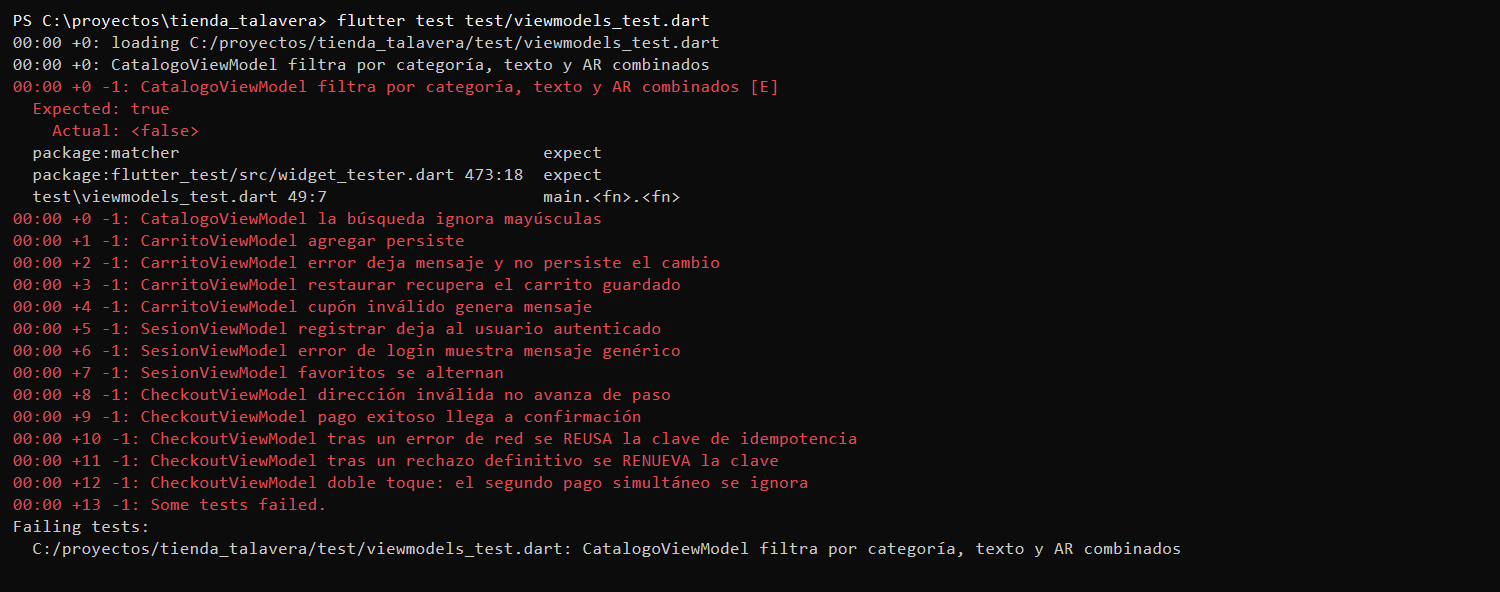 PS C:\proyectos\tienda_talavera> flutter test test/viewmodels_test.dart
00:00 +0: loading C:/proyectos/tienda_talavera/test/viewmodels_test.dart
00:00 +0: CatalogoViewModel filtra por categoría, texto y AR combinados
00:00 +0 -1: CatalogoViewModel filtra por categoría, texto y AR combinados [E]
  Expected: true
    Actual: <false>
  package:matcher                                     expect
  package:flutter_test/src/widget_tester.dart 473:18  expect
  test\viewmodels_test.dart 49:7                      main.<fn>.<fn>
00:00 +0 -1: CatalogoViewModel la búsqueda ignora mayúsculas
00:00 +1 -1: CarritoViewModel agregar persiste
00:00 +2 -1: CarritoViewModel error deja mensaje y no persiste el cambio
00:00 +3 -1: CarritoViewModel restaurar recupera el carrito guardado
00:00 +4 -1: CarritoViewModel cupón inválido genera mensaje
00:00 +5 -1: SesionViewModel registrar deja al usuario autenticado
00:00 +6 -1: SesionViewModel error de login muestra mensaje genérico
00:00 +7 -1: SesionViewModel favoritos se alternan
00:00 +8 -1: CheckoutViewModel dirección inválida no avanza de paso
00:00 +9 -1: CheckoutViewModel pago exitoso llega a confirmación
00:00 +10 -1: CheckoutViewModel tras un error de red se REUSA la clave de idempotencia
00:00 +11 -1: CheckoutViewModel tras un rechazo definitivo se RENUEVA la clave
00:00 +12 -1: CheckoutViewModel doble toque: el segundo pago simultáneo se ignora
00:00 +13 -1: Some tests failed.
Failing tests:
  C:/proyectos/tienda_talavera/test/viewmodels_test.dart: CatalogoViewModel filtra por categoría, texto y AR combinados